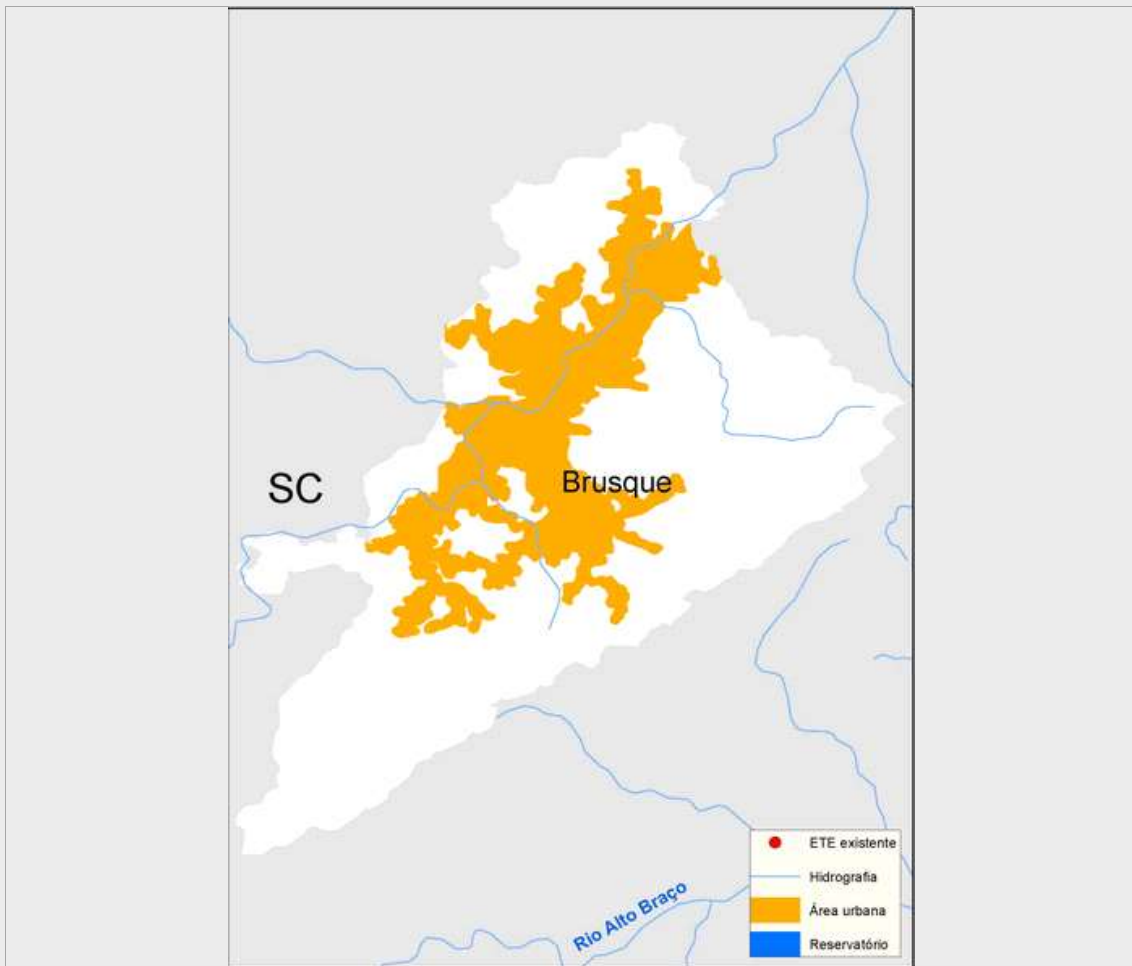 SC
Brusque
ETE existente
Hidrografia
Área urbana
Reservatório
Rio Alto Braço